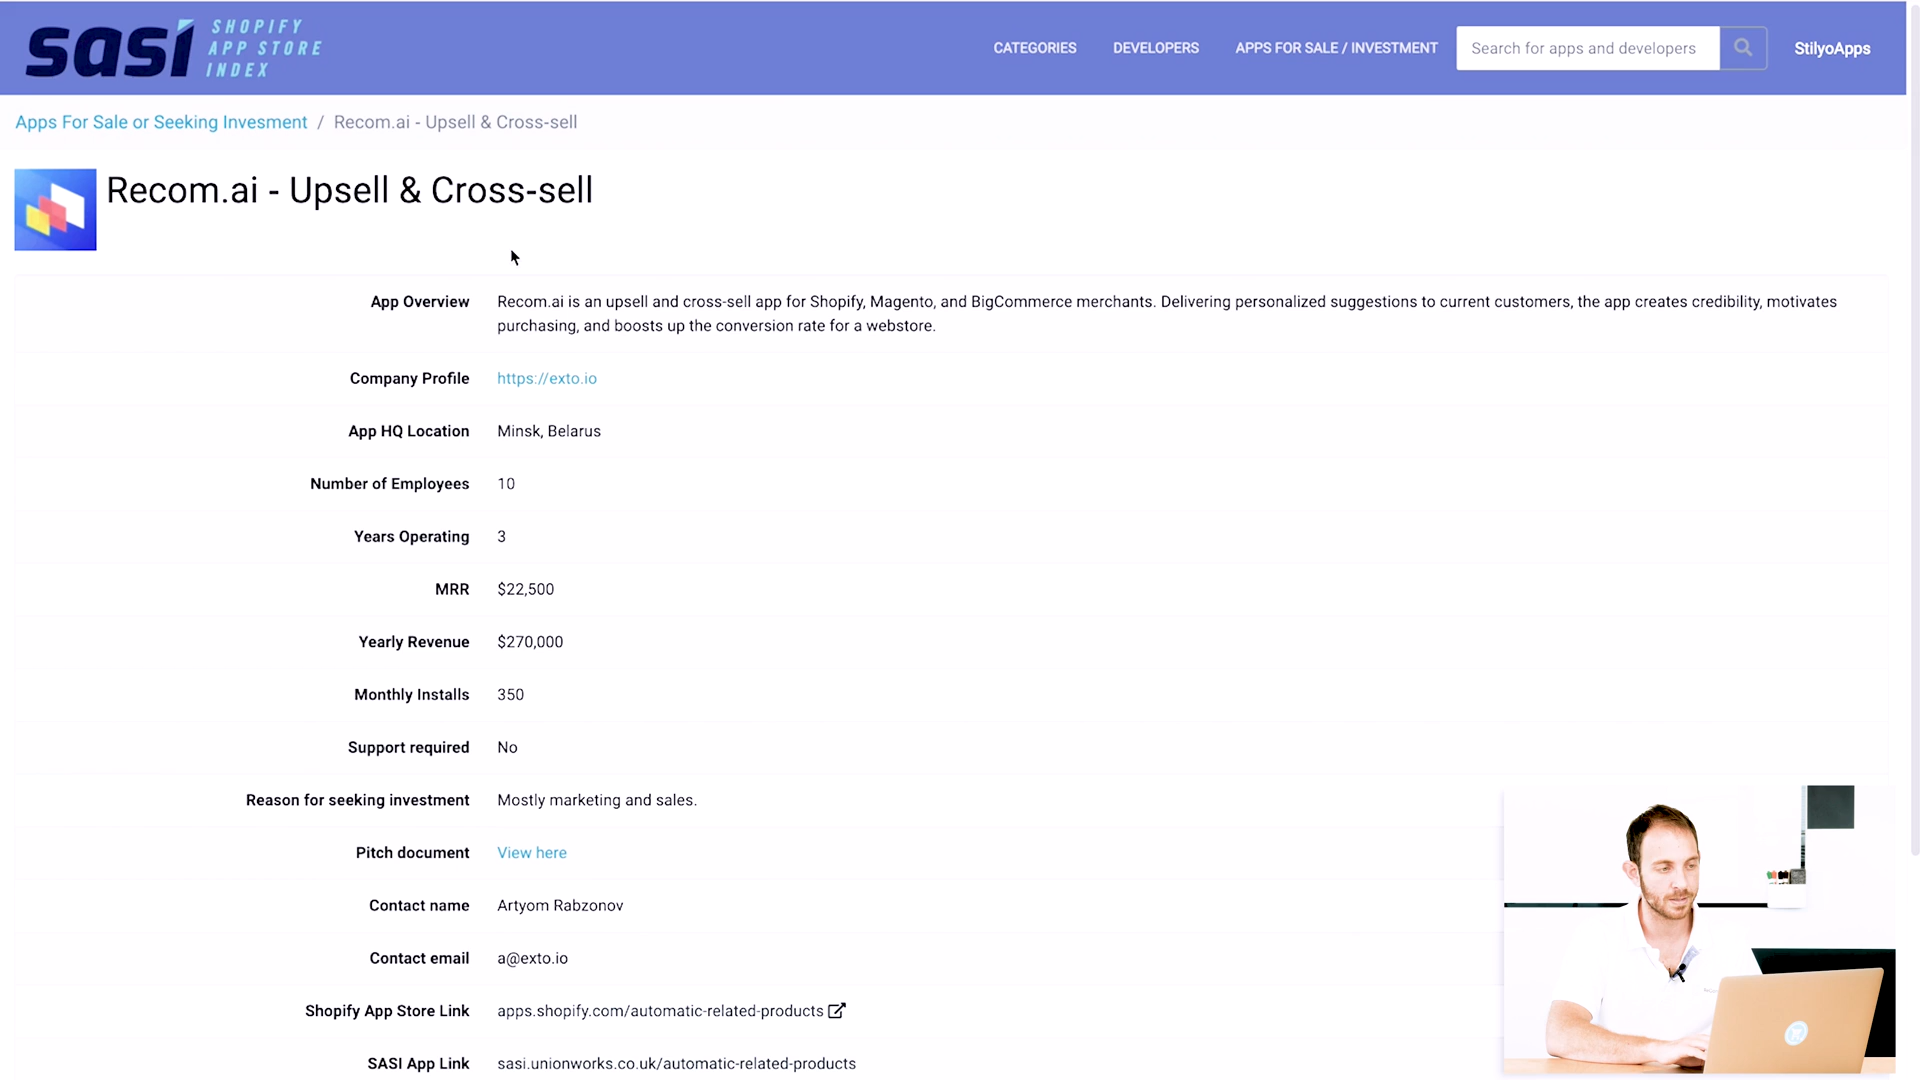 sasi SHOPIFY
APP STORE
INDEX
CATEGORIES DEVELOPERS APPS FOR SALE / INVESTMENT Search for apps and developers StilyoApps
Apps For Sale or Seeking Invesment / Recom.ai - Upsell & Cross-sell
Recom.ai - Upsell & Cross-sell
App Overview Recom.ai is an upsell and cross-sell app for Shopify, Magento, and BigCommerce merchants. Delivering personalized suggestions to current customers, the app creates credibility, motivates
purchasing, and boosts up the conversion rate for a webstore.
Company Profile https://exto.io
App HQ Location Minsk, Belarus
Number of Employees 10
Years Operating 3
MRR $22,500
Yearly Revenue $270,000
Monthly Installs 350
Support required No
Reason for seeking investment Mostly marketing and sales.
Pitch document View here
Contact name Artyom Rabzonov
Contact email a@exto.io
Shopify App Store Link apps.shopify.com/automatic-related-products
SASI App Link sasi.unionworks.co.uk/automatic-related-products